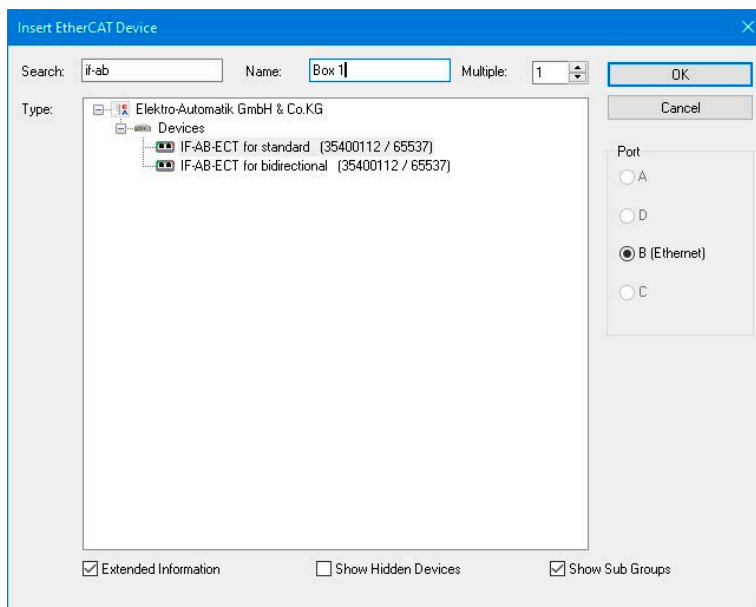 Insert EtherCAT Device
Search: if-ab Name: Box 1 Multiple: 1 OK
Type: Elektro-Automatik GmbH & Co.KG Cancel
Devices
IF-AB-ECT for standard (35400112 / 65537)
IF-AB-ECT for bidirectional (35400112 / 65537)
Port
A
D
B (Ethernet)
C
Extended Information Show Hidden Devices Show Sub Groups